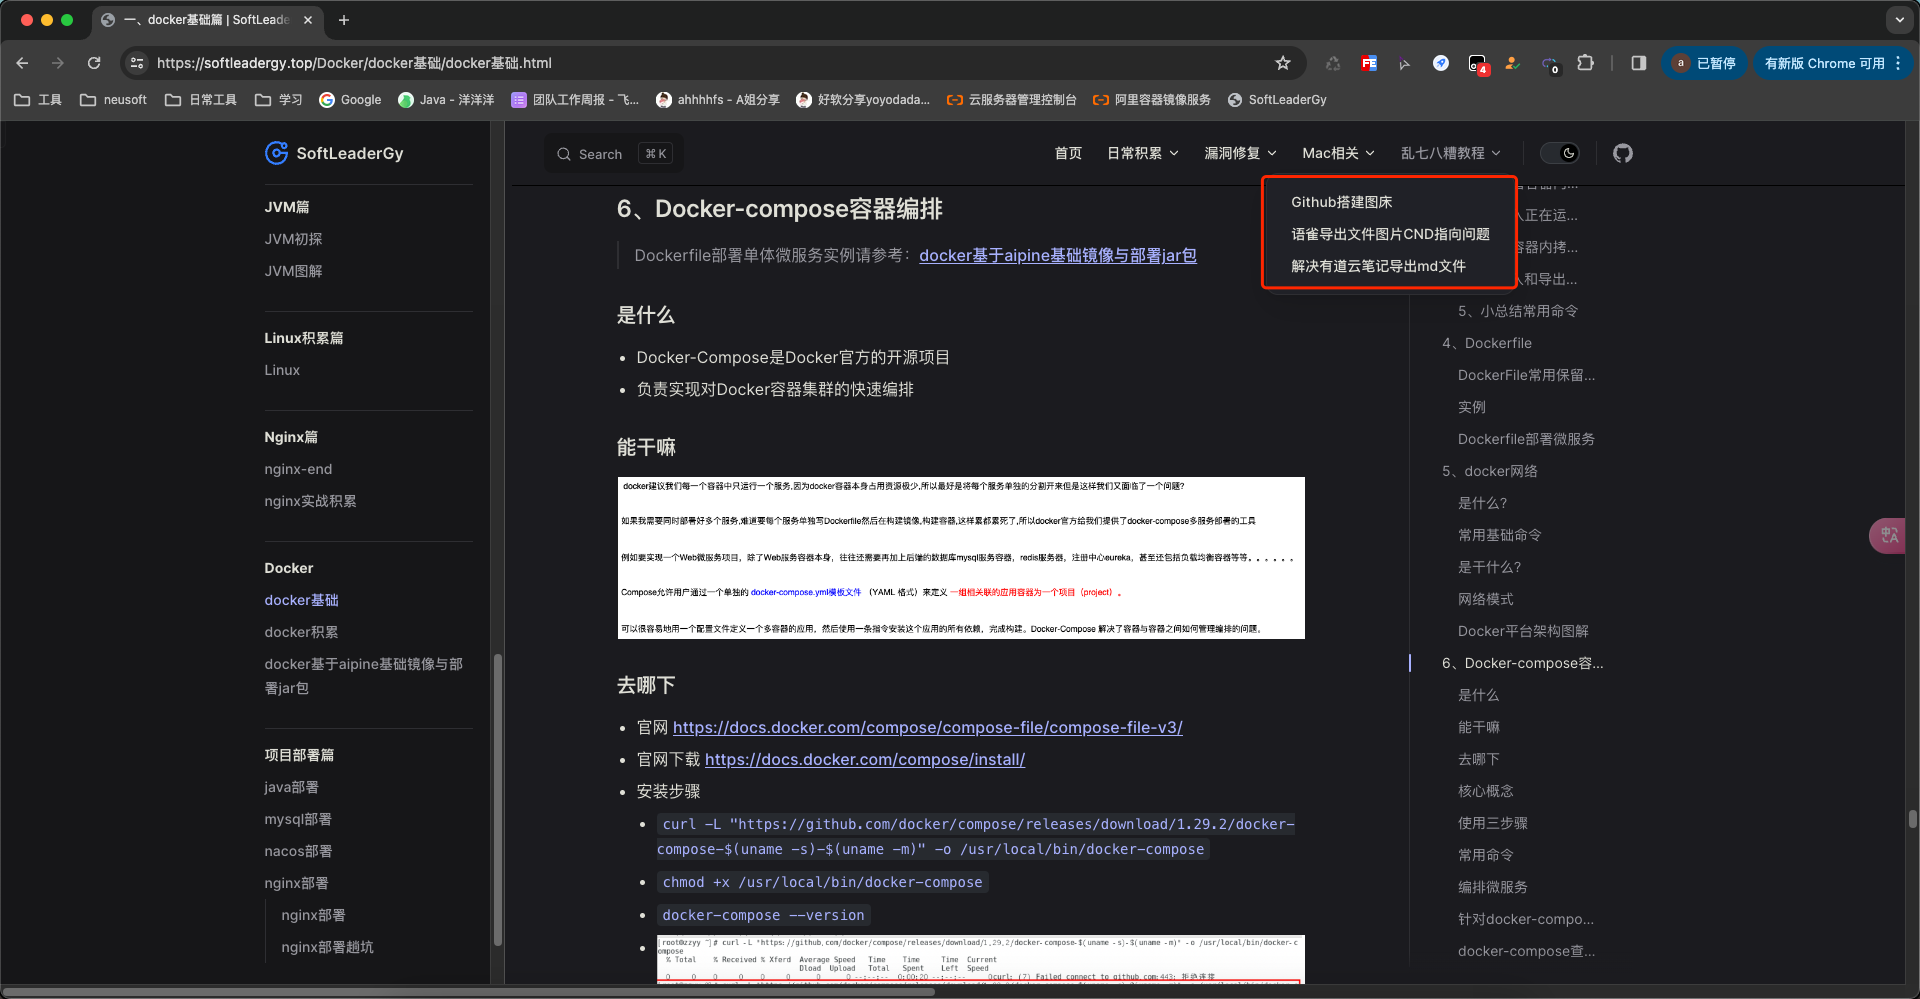 一、docker基础篇 | SoftLeade
https://softleadergy.top/Docker/docker基础/docker基础.html
4
0
a 已暂停
有新版 Chrome 可用
工具
neusoft
日常工具
学习
Google
Java - 洋洋洋
团队工作周报 - 飞...
ahhhhfs - A姐分享
好软分享yoyodada...
云服务器管理控制台
阿里容器镜像服务
SoftLeaderGy
SoftLeaderGy
JVM篇
JVM初探
JVM图解
Linux积累篇
Linux
Nginx篇
nginx-end
nginx实战积累
Docker
docker基础
docker积累
docker基于aipine基础镜像与部
署jar包
项目部署篇
java部署
mysql部署
nacos部署
nginx部署
nginx部署
nginx部署趟坑
Search ⌘ K
首页
日常积累
漏洞修复
Mac相关
乱七八糟教程
Github搭建图床
语雀导出文件图片CND指向问题
解决有道云笔记导出md文件
6、Docker-compose容器编排
Dockerfile部署单体微服务实例请参考：docker基于aipine基础镜像与部署jar包
是什么
Docker-Compose是Docker官方的开源项目
负责实现对Docker容器集群的快速编排
能干嘛
docker建议我们每一个容器中只运行一个服务,因为docker容器本身占用资源极少,所以最好是将每个服务单独的分割开来但是这样我们又面临了一个问题?
如果我需要同时部署好多个服务,难道要每个服务单独写Dockerfile然后在构建镜像,构建容器,这样累都累死了,所以docker官方给我们提供了docker-compose多服务部署的工具
例如要实现一个Web微服务项目，除了Web服务容器本身，往往还需要再加上后端的数据库mysql服务容器，redis服务器，注册中心eureka，甚至还包括负载均衡容器等等。。。。。。
Compose允许用户通过一个单独的 docker-compose.yml模板文件 （YAML 格式）来定义 一组相关联的应用容器为一个项目（project）。
可以很容易地用一个配置文件定义一个多容器的应用，然后使用一条指令安装这个应用的所有依赖，完成构建。Docker-Compose 解决了容器与容器之间如何管理编排的问题。
去哪下
官网 https://docs.docker.com/compose/compose-file/compose-file-v3/
官网下载 https://docs.docker.com/compose/install/
安装步骤
curl -L "https://github.com/docker/compose/releases/download/1.29.2/docker-
compose-$(uname -s)-$(uname -m)" -o /usr/local/bin/docker-compose
chmod +x /usr/local/bin/docker-compose
docker-compose --version
[root@zzyy ~]# curl -L "https://github.com/docker/compose/releases/download/1.29.2/docker-compose-$(uname -s)-$(uname -m)" -o /usr/local/bin/docker-c
ompose
% Total % Received % Xferd Average Speed Time Time Time Current
Dload Upload Total Spent Left Speed
0 0 0 0 0 0 0 0 --:--:-- 0:00:20 --:--:-- 0curl: (7) Failed connect to github.com:443; 拒绝连接
人正在运...
容器内拷...
人和导出...
5、小总结常用命令
4、Dockerfile
DockerFile常用保留...
实例
Dockerfile部署微服务
5、docker网络
是什么?
常用基础命令
是干什么?
网络模式
Docker平台架构图解
6、Docker-compose容...
是什么
能干嘛
去哪下
核心概念
使用三步骤
常用命令
编排微服务
针对docker-compo...
docker-compose查...